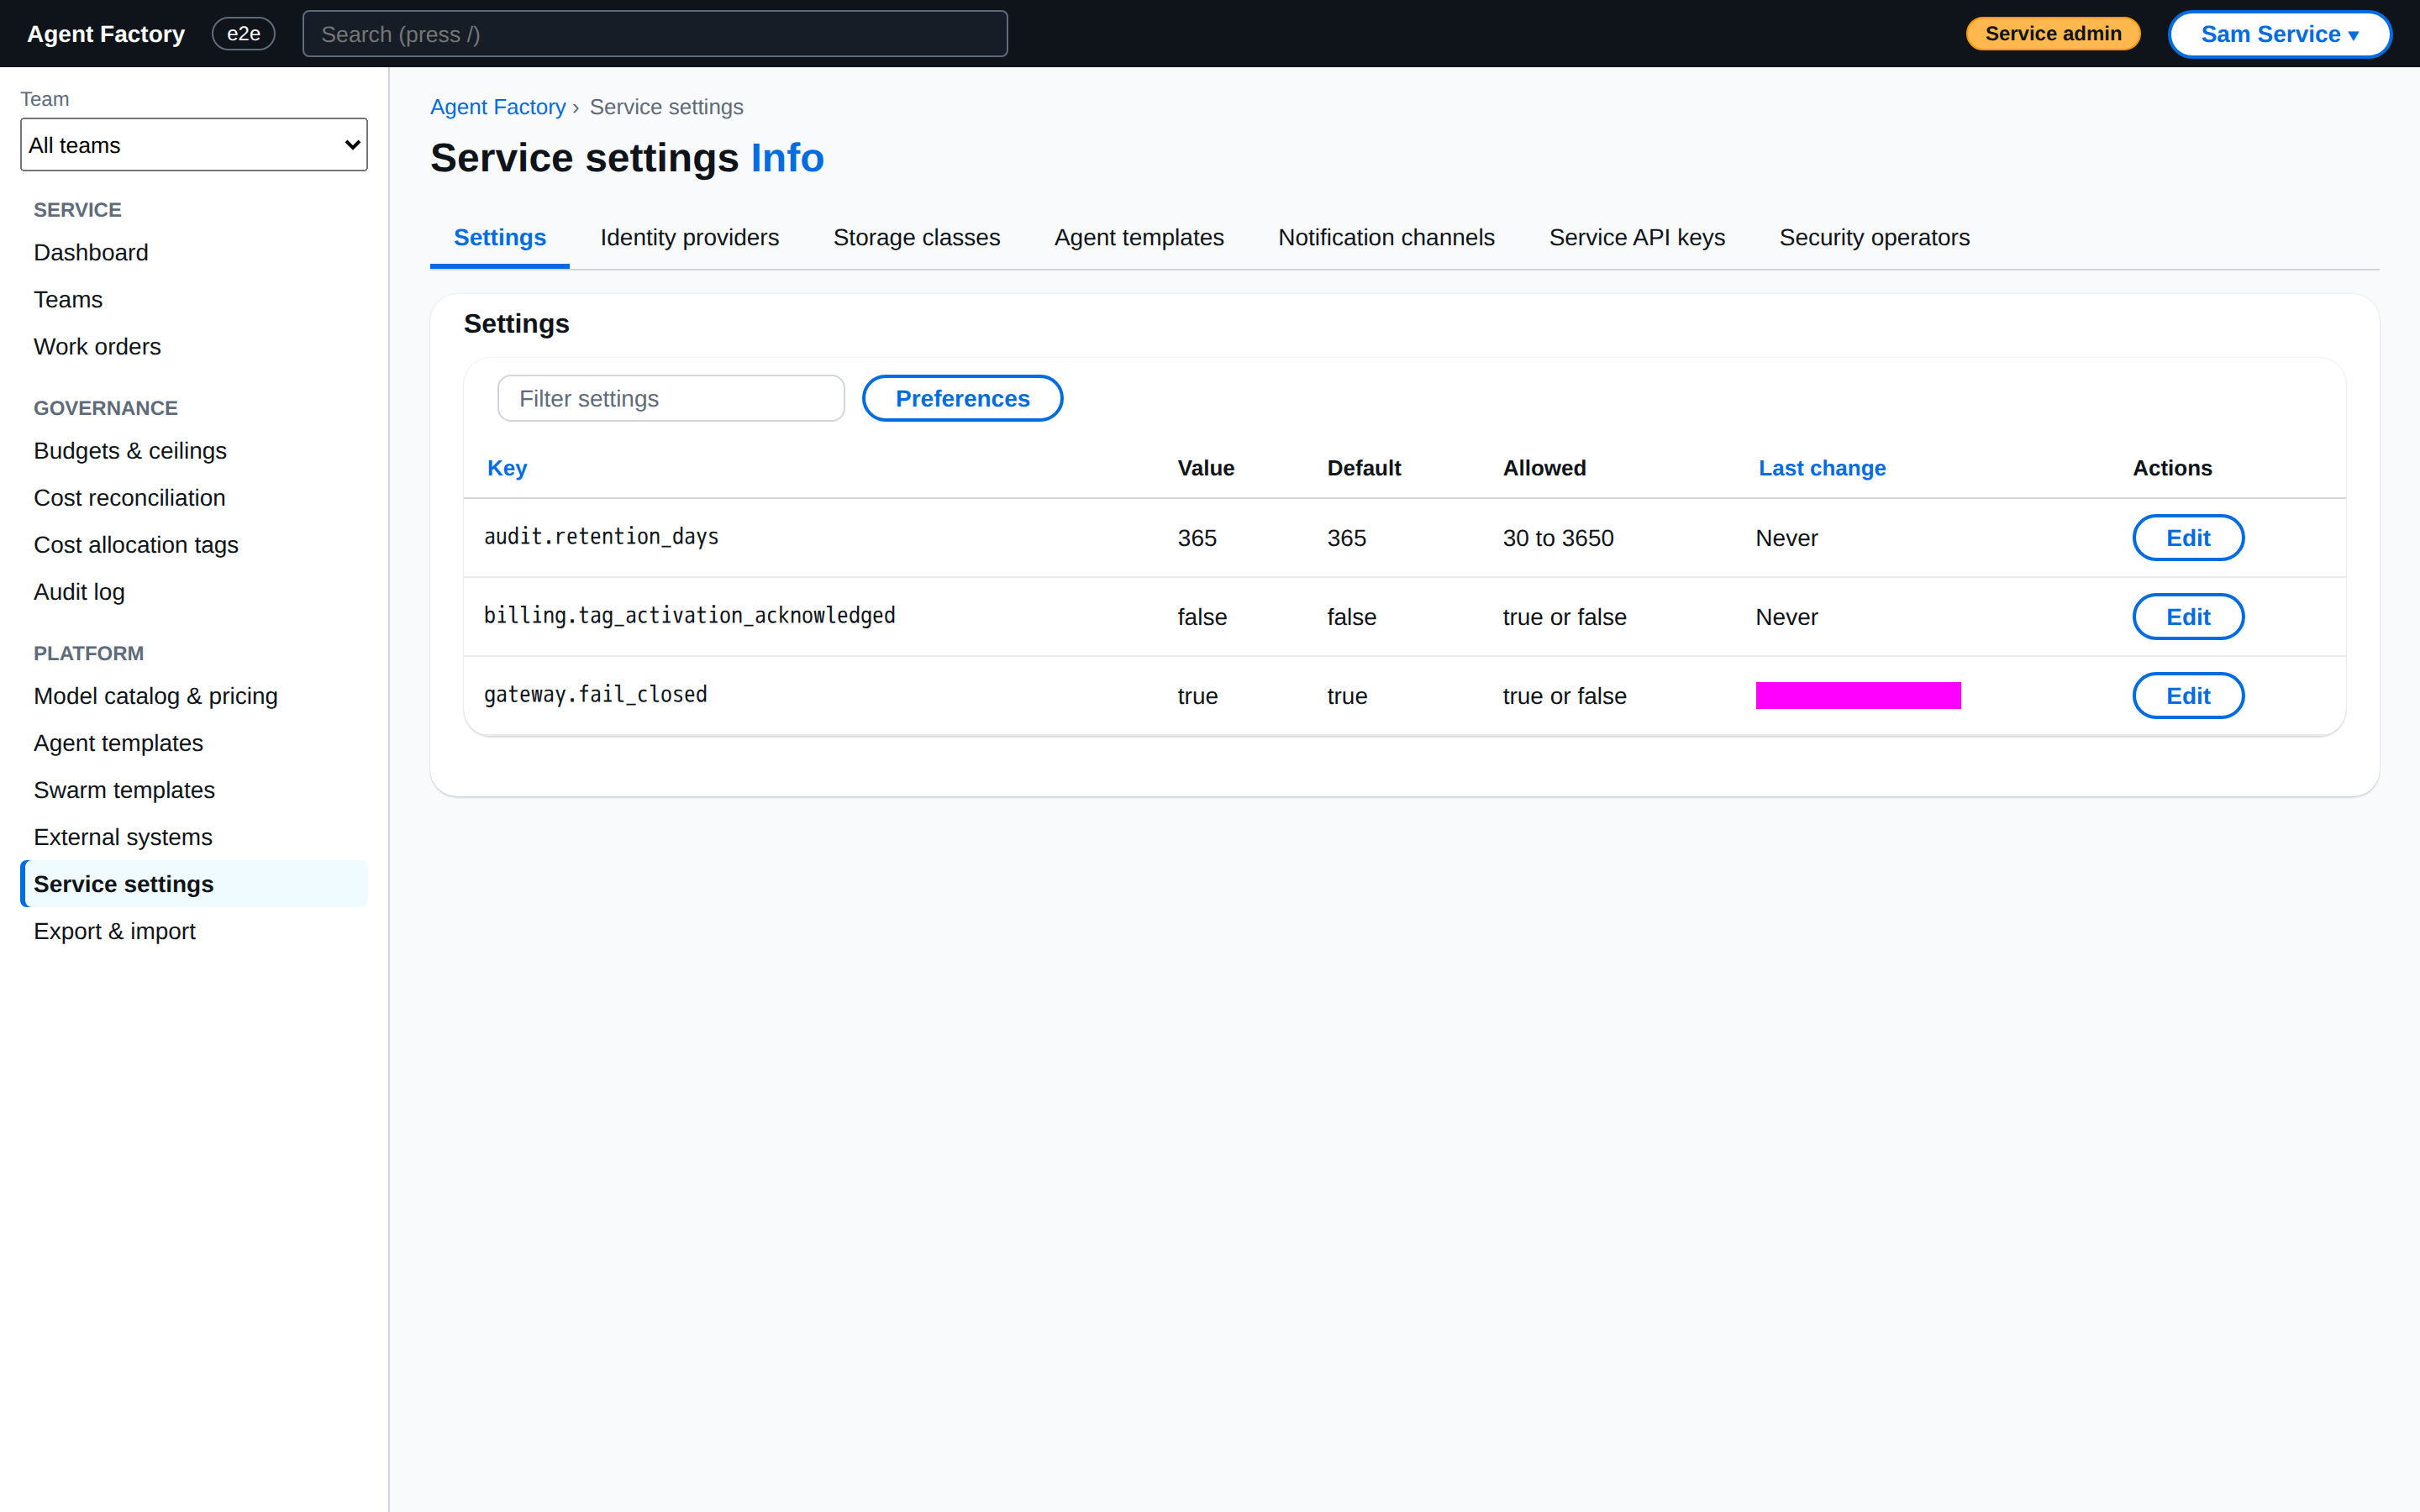 Agent Factory e2e Search (press /) Service admin Sam Service ▾
Team
All teams
SERVICE
Dashboard
Teams
Work orders
GOVERNANCE
Budgets & ceilings
Cost reconciliation
Cost allocation tags
Audit log
PLATFORM
Model catalog & pricing
Agent templates
Swarm templates
External systems
Service settings
Export & import
Agent Factory › Service settings
Service settings Info
Settings Identity providers Storage classes Agent templates Notification channels Service API keys Security operators
Settings
Filter settings Preferences
Key Value Default Allowed Last change Actions
audit.retention_days 365 365 30 to 3650 Never Edit
billing.tag_activation_acknowledged false false true or false Never Edit
gateway.fail_closed true true true or false Edit